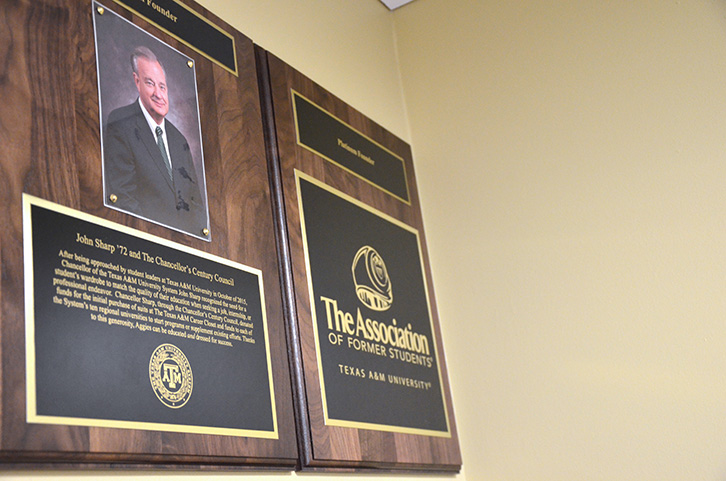 Founder
John Sharp '72 and The Chancellor's Century Council
After being approached by student leaders at Texas A&M University in October of 2015,
Chancellor of the Texas A&M University System John Sharp recognized the need for a
student's wardrobe to match the quality of their education when seeking a job, internship, or
professional endeavor. Chancellor Sharp, through the Chancellor's Century Council, donated
funds for the initial purchase of suits at The Texas A&M Career Closet and funds to each of
the System's ten regional universities to start programs or supplement existing efforts. Thanks
to this generosity, Aggies can be educated and dressed for success.
ATM
Platinum Founder
The Association
OF FORMER STUDENTS®
TEXAS A&M UNIVERSITY®